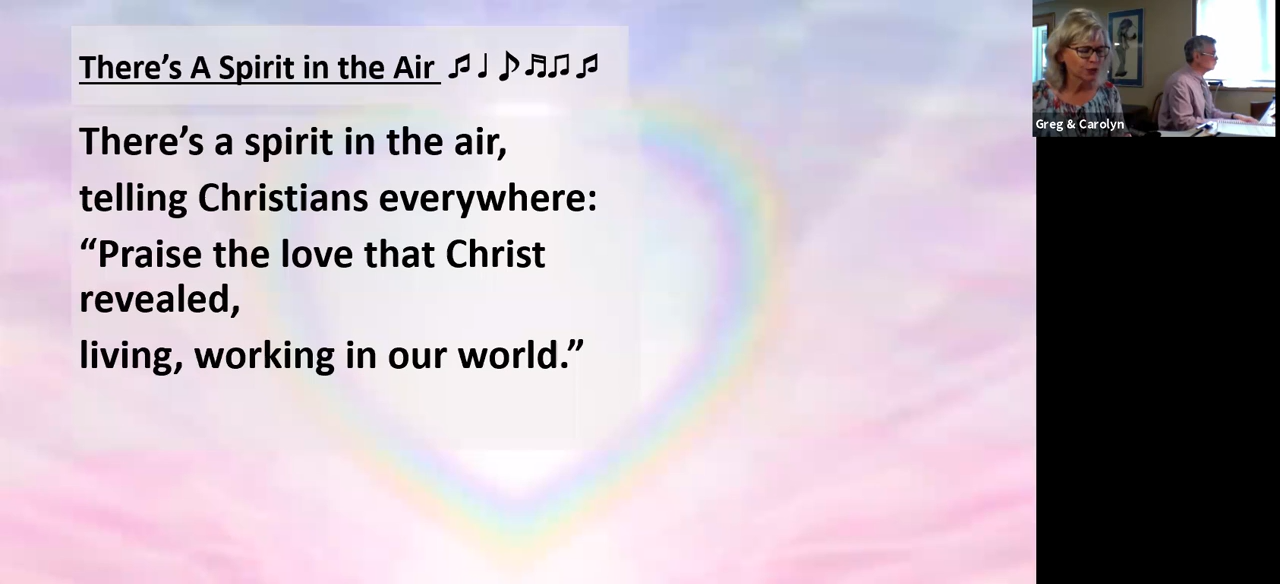 There’s A Spirit in the Air ♫♩ ♪♬♫♬
There’s a spirit in the air,
telling Christians everywhere:
“Praise the love that Christ
revealed,
living, working in our world.”
Greg & Carolyn